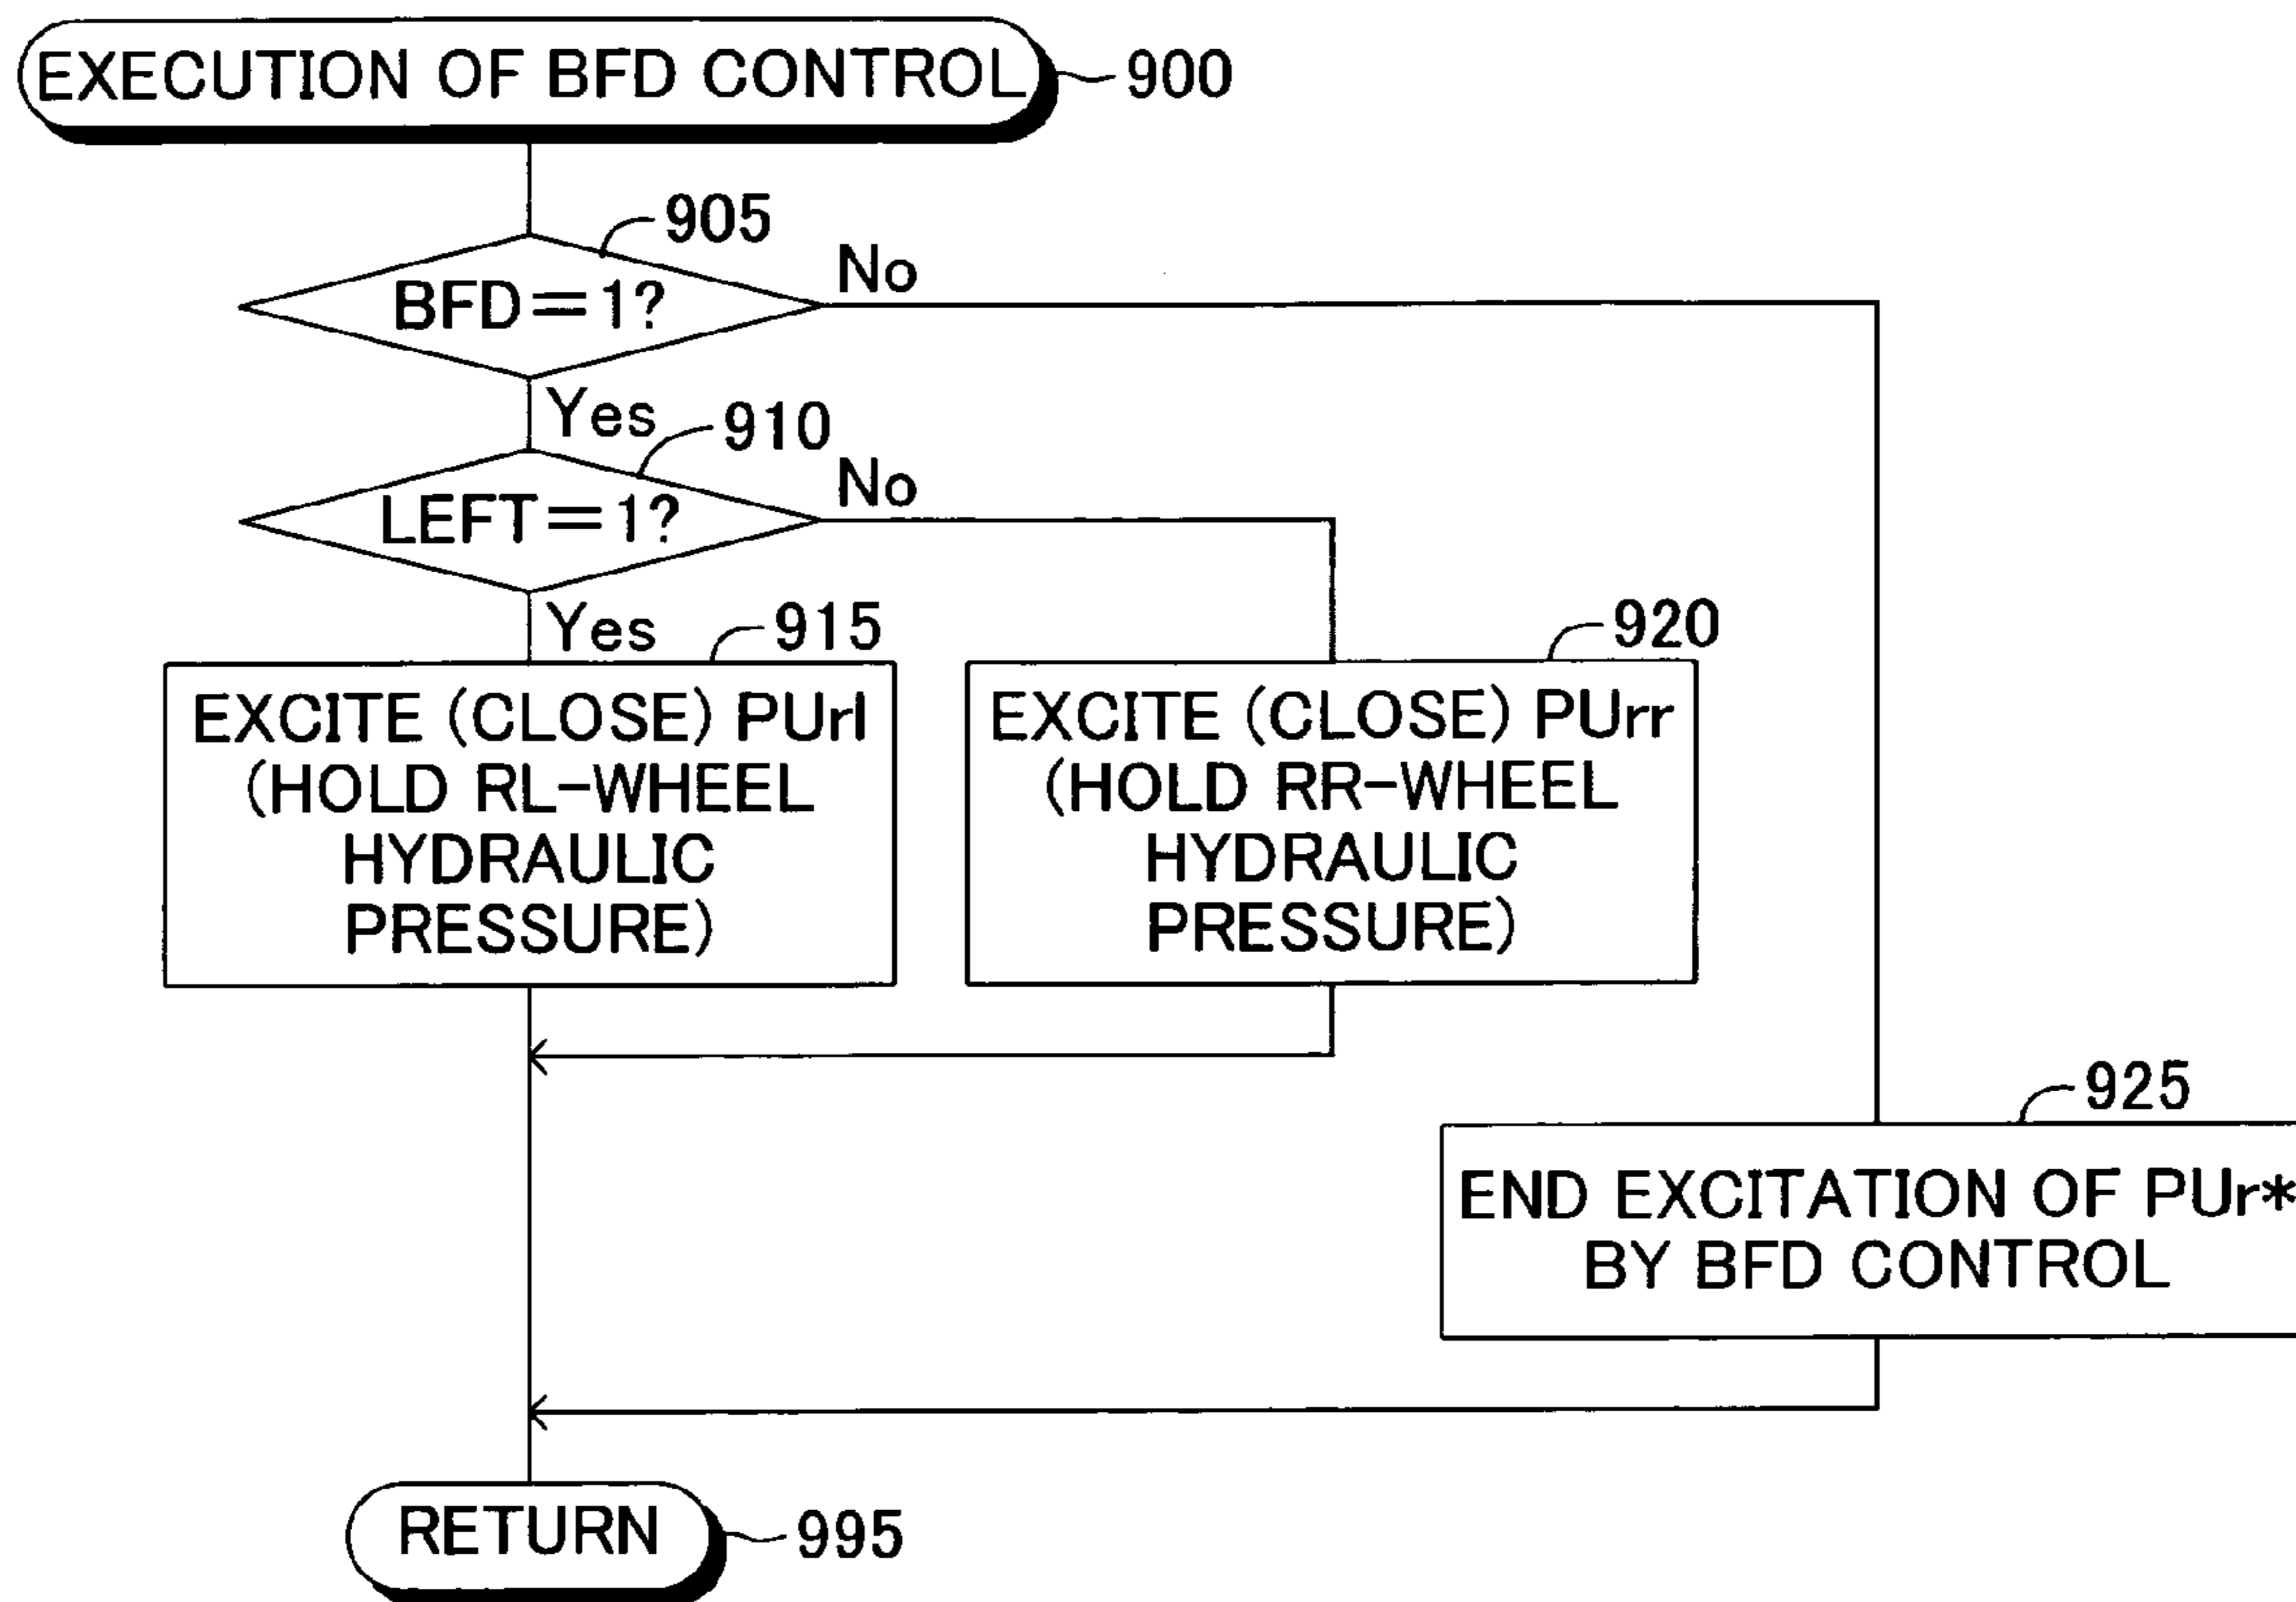 EXECUTION OF BFD CONTROL
900
905
BFD=1?
No
Yes
910
LEFT=1?
No
Yes
915
EXCITE (CLOSE) PUrl
(HOLD RL-WHEEL
HYDRAULIC
PRESSURE)
920
EXCITE (CLOSE) PUrr
(HOLD RR-WHEEL
HYDRAULIC
PRESSURE)
925
END EXCITATION OF PUr*
BY BFD CONTROL
RETURN
995